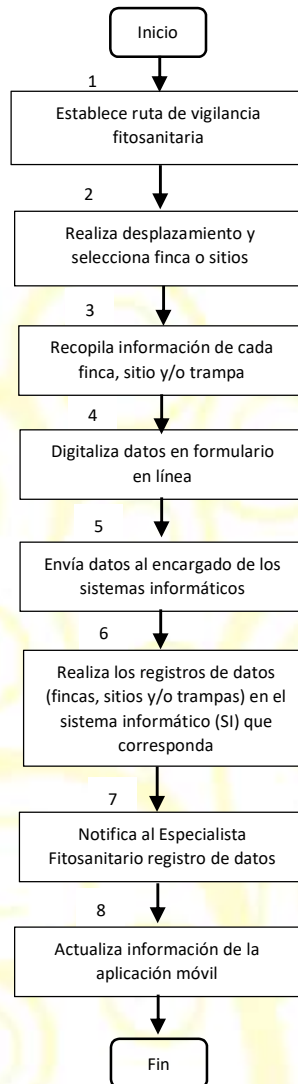 Inicio
1
Establece ruta de vigilancia
fitosanitaria
2
Realiza desplazamiento y
selecciona finca o sitios
3
Recopila información de cada
finca, sitio y/o trampa
4
Digitaliza datos en formulario
en línea
5
Envía datos al encargado de los
sistemas informáticos
6
Realiza los registros de datos
(fincas, sitios y/o trampas) en el
sistema informático (SI) que
corresponda
7
Notifica al Especialista
Fitosanitario registro de datos
8
Actualiza información de la
aplicación móvil
Fin